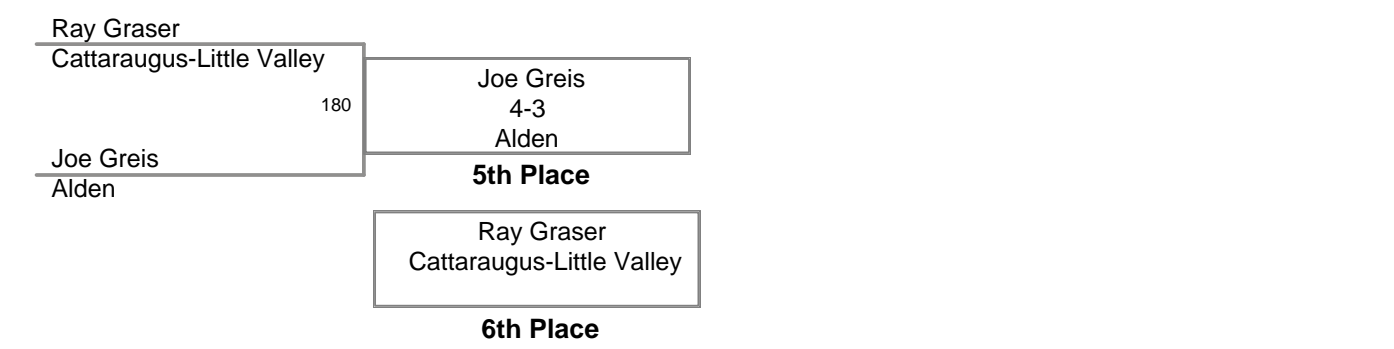 Ray Graser
Cattaraugus-Little Valley
180
Joe Greis
Alden
Joe Greis
4-3
Alden
5th Place
Ray Graser
Cattaraugus-Little Valley
6th Place